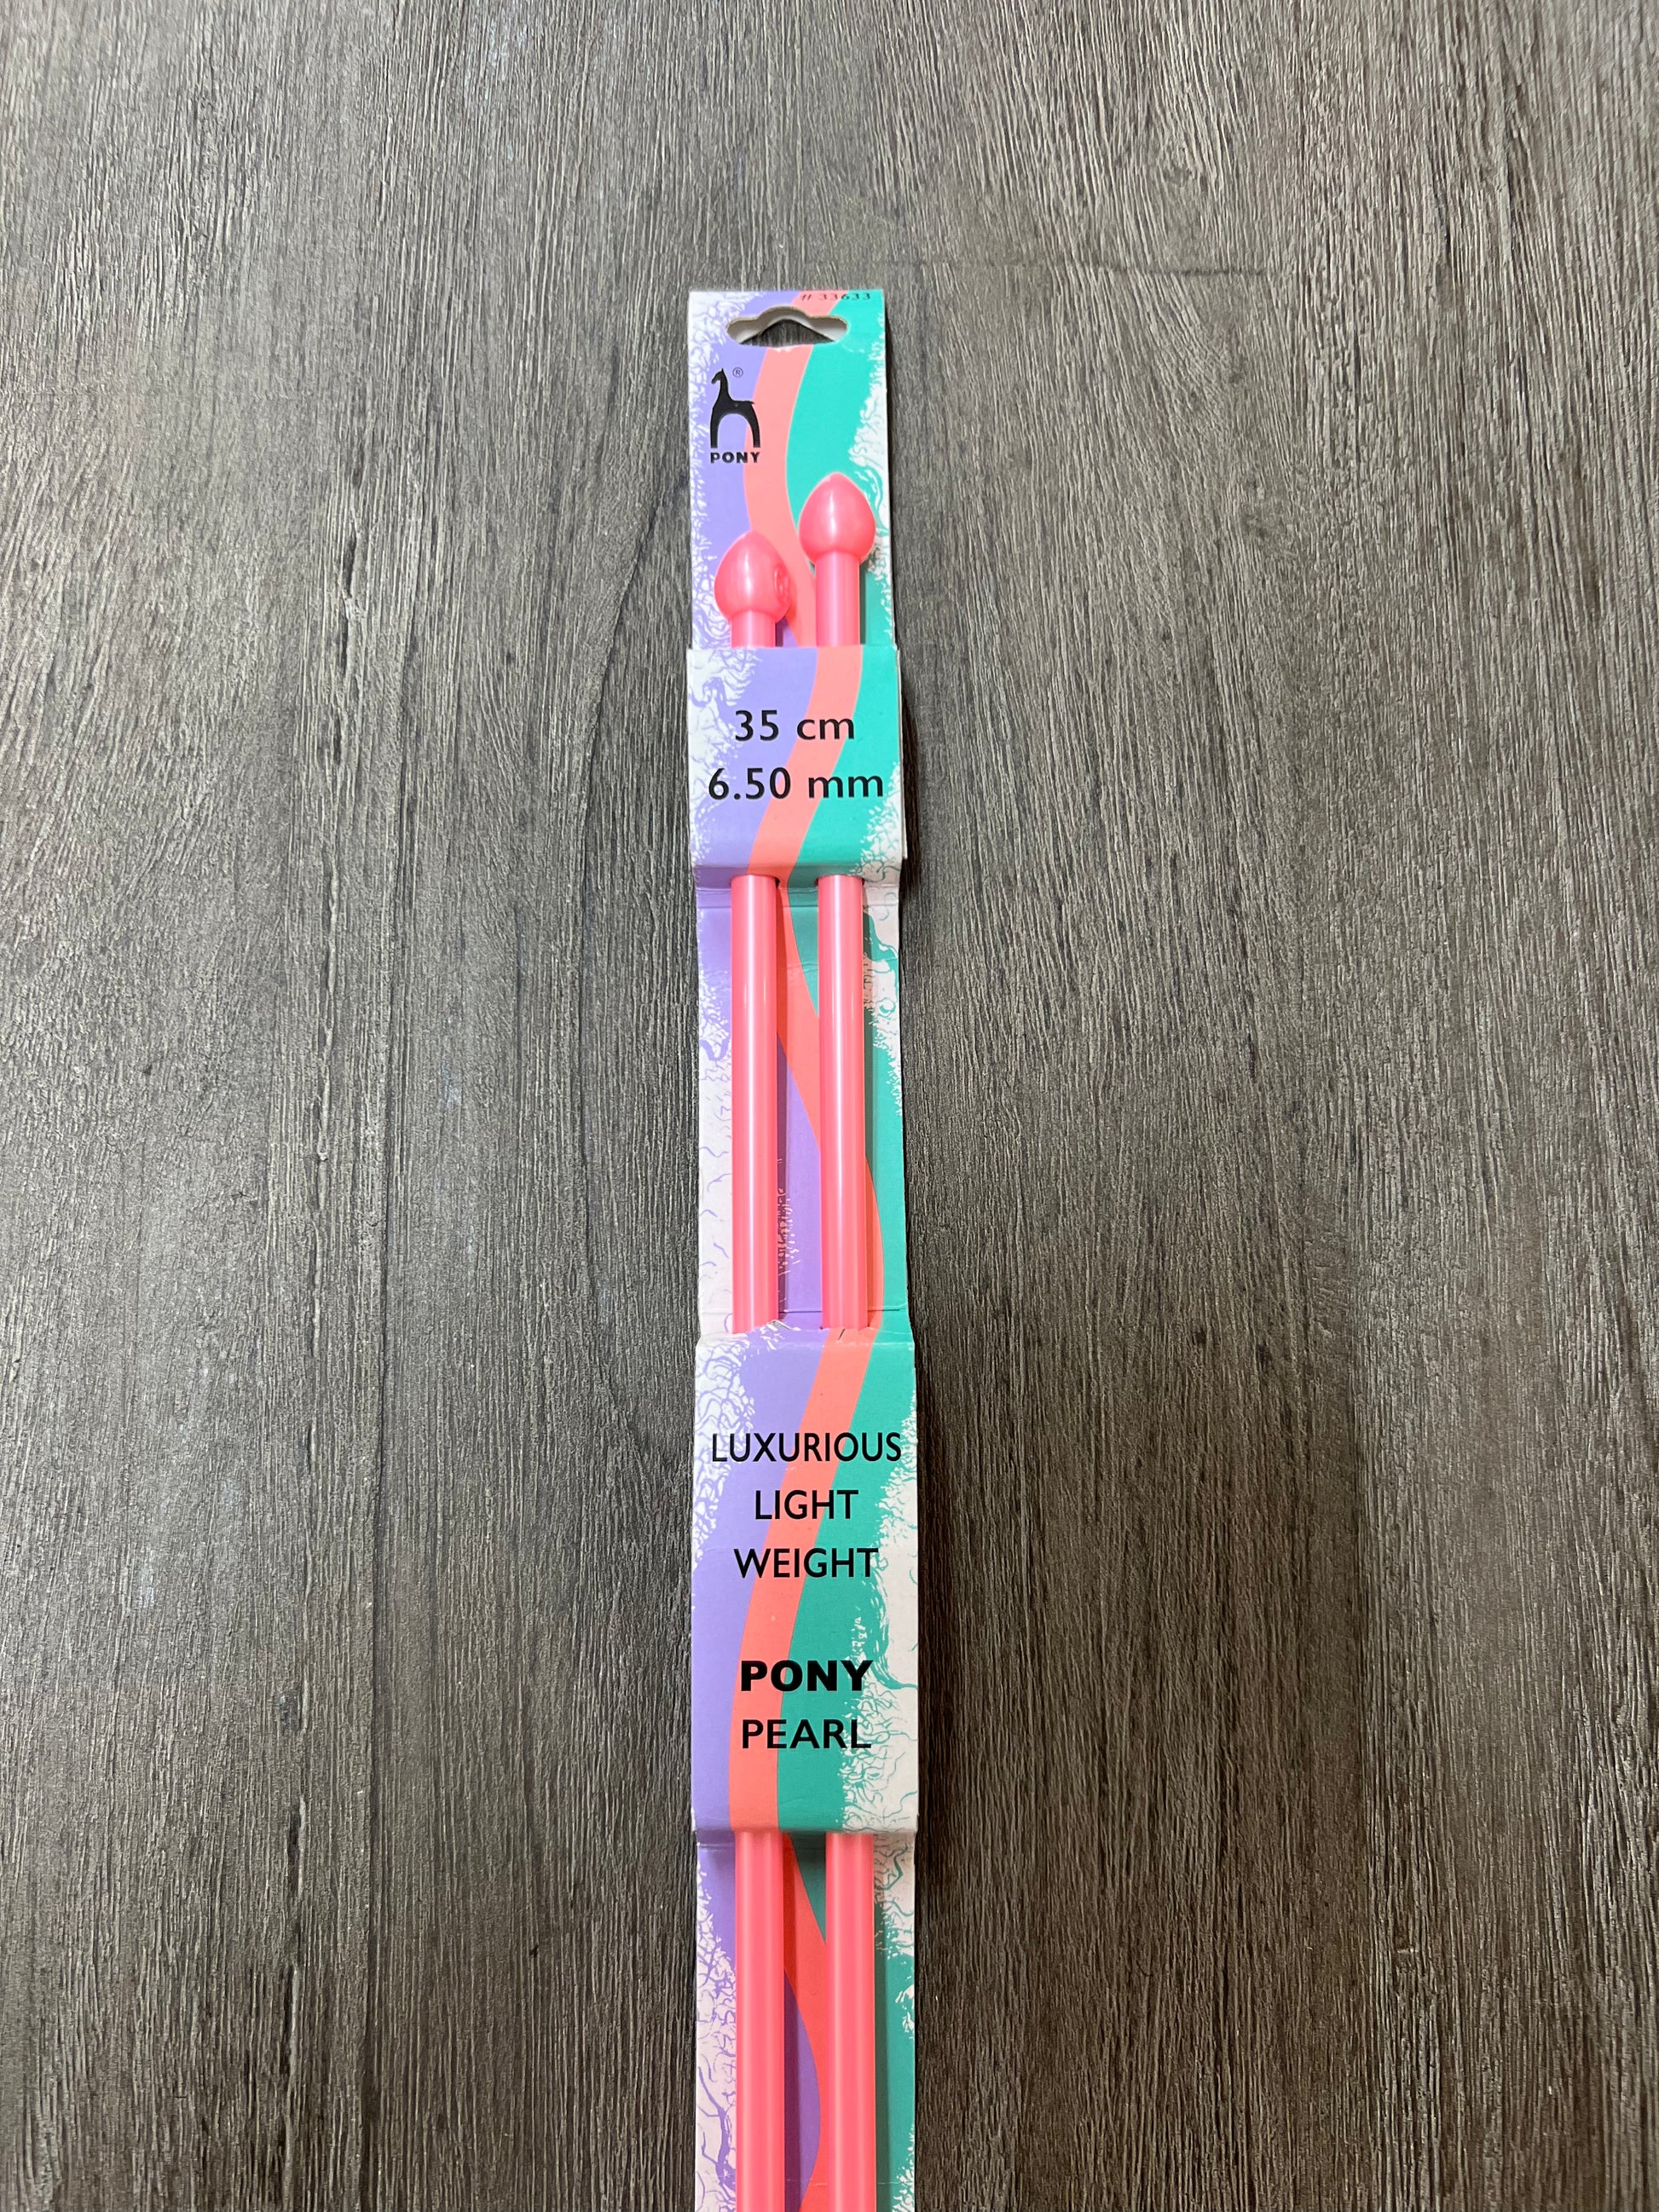 # 33633
®
PONY
35 cm
6.50 mm
LUXURIOUS
LIGHT
WEIGHT
PONY
PEARL